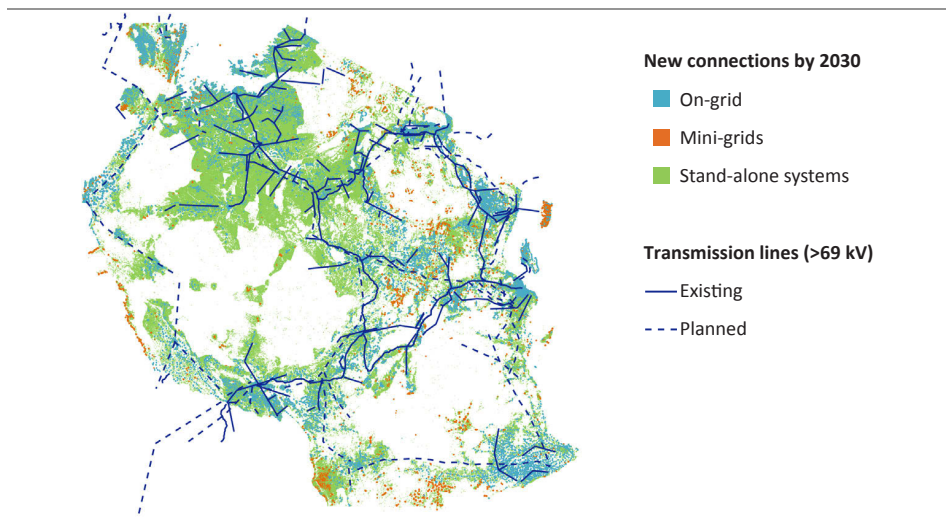 New connections by 2030
On-grid
Mini-grids
Stand-alone systems
Transmission lines (>69 kV)
Existing
Planned